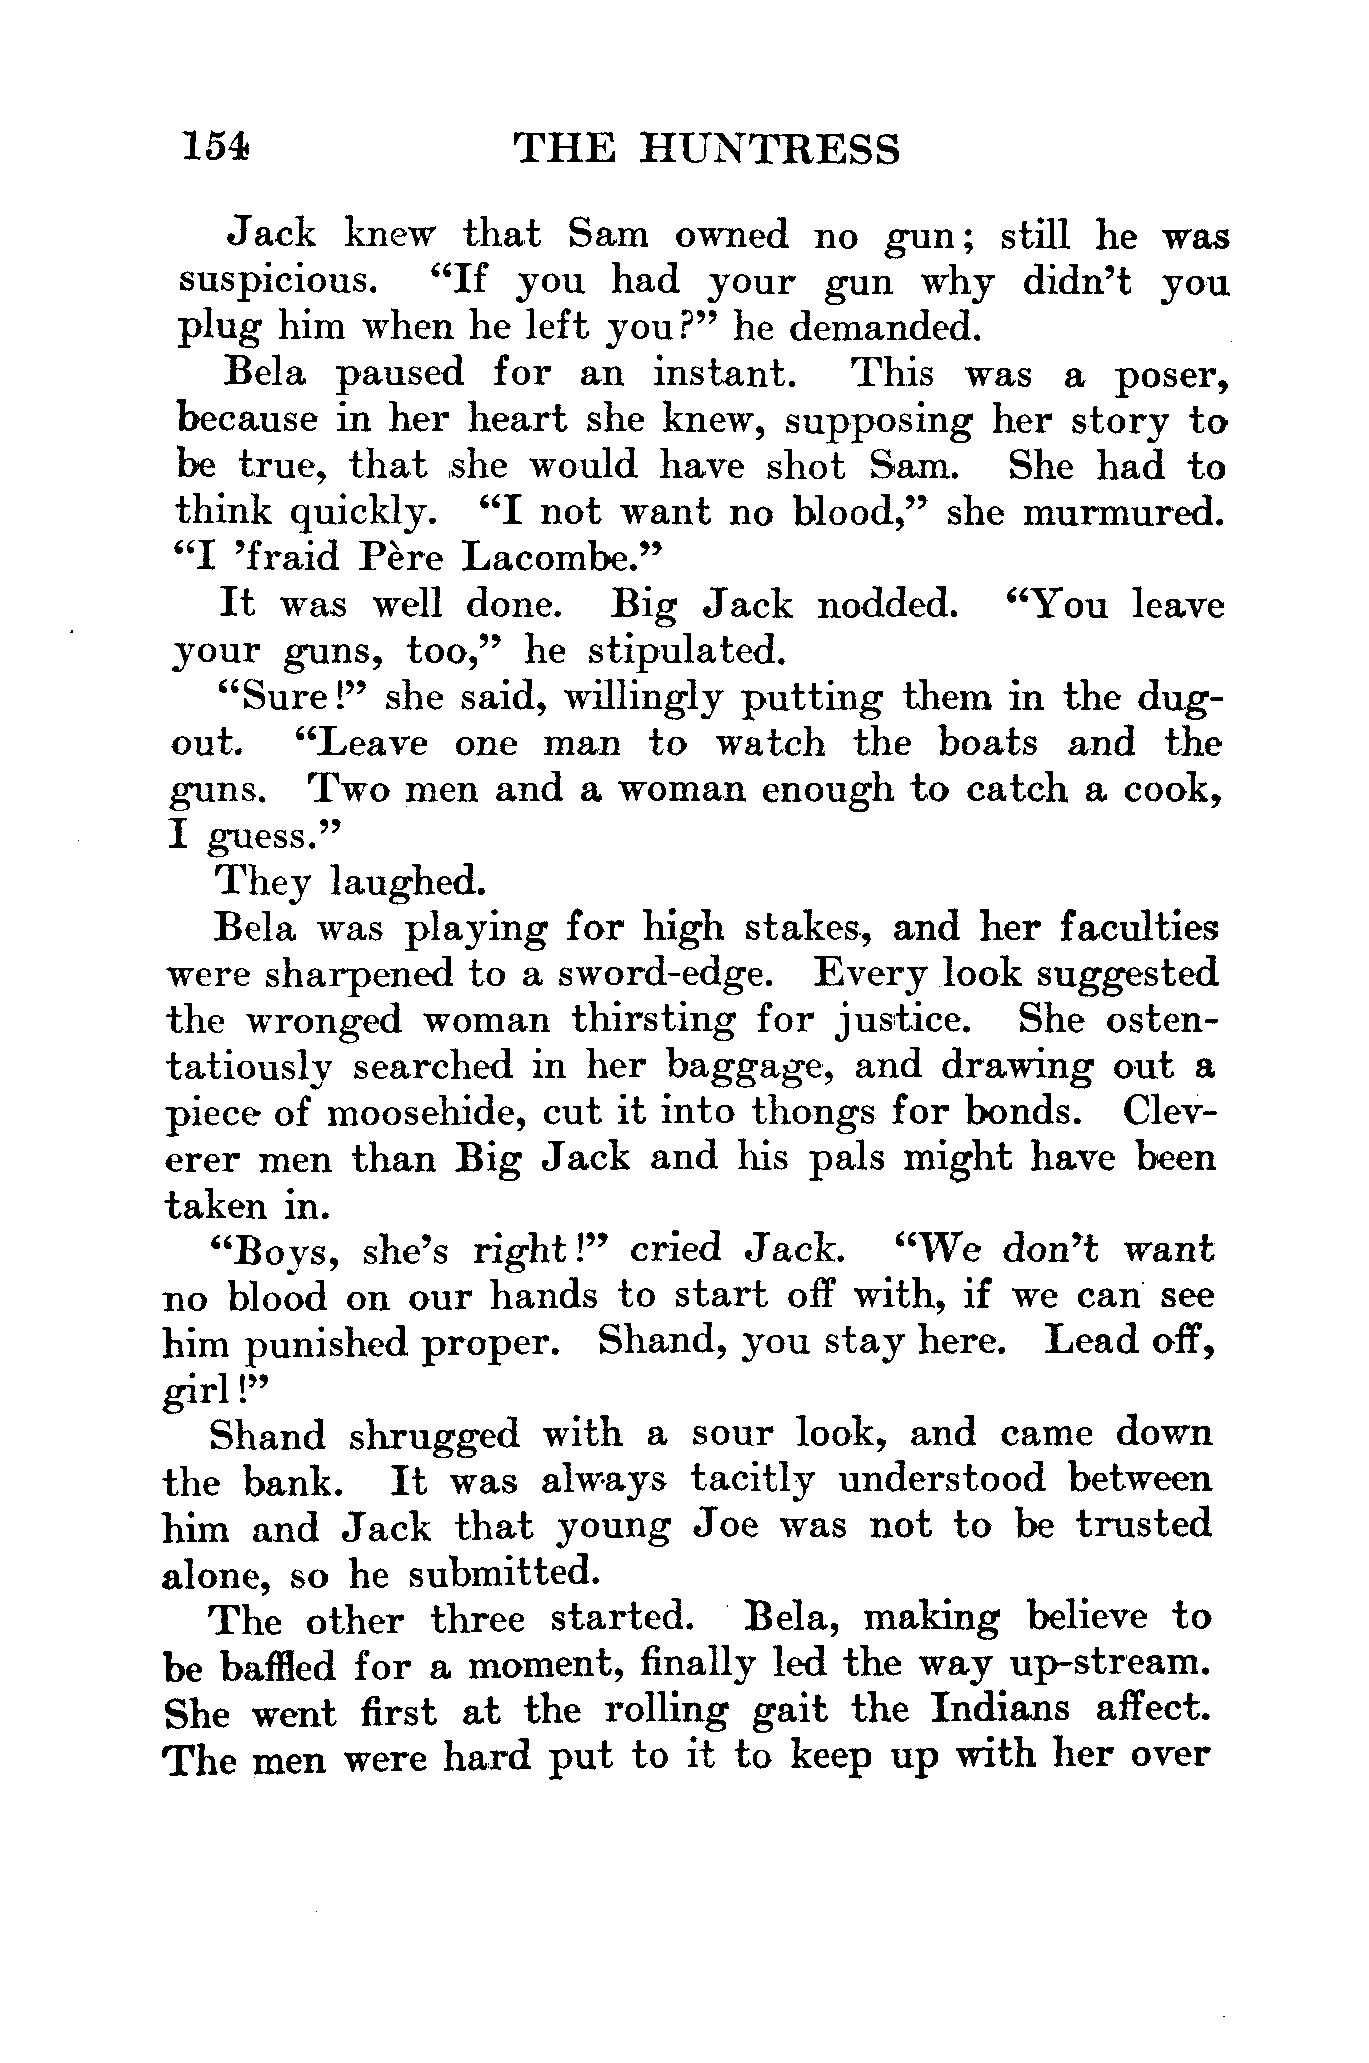 154 THE HUNTRESS
Jack knew that Sam owned no gun; still he was
suspicious. “If you had your gun why didn’t you
plug him when he left you?” he demanded.
Bela paused for an instant. This was a poser,
because in her heart she knew, supposing her story to
be true, that she would have shot Sam. She had to
think quickly. “I not want no blood,” she murmured.
“I ’fraid Père Lacombe.”
It was well done. Big Jack nodded. “You leave
your guns, too,” he stipulated.
“Sure!” she said, willingly putting them in the dug-
out. “Leave one man to watch the boats and the
guns. Two men and a woman enough to catch a cook,
I guess.”
They laughed.
Bela was playing for high stakes, and her faculties
were sharpened to a sword-edge. Every look suggested
the wronged woman thirsting for justice. She osten-
tatiously searched in her baggage, and drawing out a
piece of moosehide, cut it into thongs for bonds. Clev-
erer men than Big Jack and his pals might have been
taken in.
“Boys, she’s right!” cried Jack. “We don’t want
no blood on our hands to start off with, if we can see
him punished proper. Shand, you stay here. Lead off,
girl!”
Shand shrugged with a sour look, and came down
the bank. It was always tacitly understood between
him and Jack that young Joe was not to be trusted
alone, so he submitted.
The other three started. Bela, making believe to
be baffled for a moment, finally led the way up-stream.
She went first at the rolling gait the Indians affect.
The men were hard put to it to keep up with her over